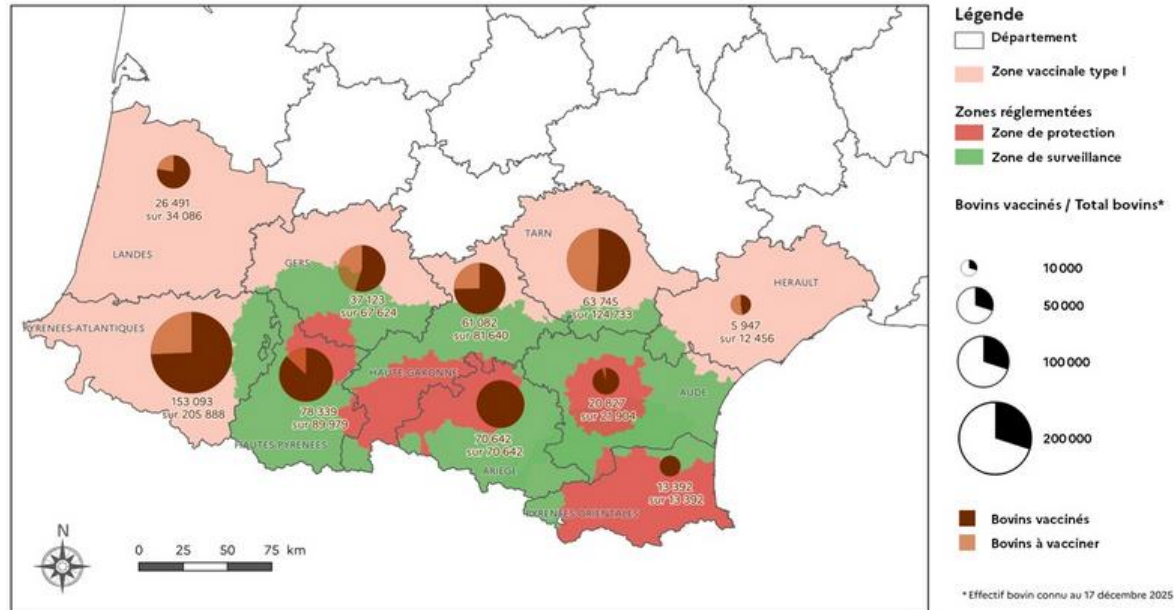 26 491
sur 34 086
LANDES
TARN
GERS
37 123
sur 67 624
61 082
sur 81 640
63 745
sur 124 733
HERAULT
5 947
sur 12 456
PYRENEES-ATLANTIQUES
153 093
sur 205 888
78 339
sur 89 979
HAUTES PYRENEES
HAUTE GARONNE
70 642
sur 70 642
ARIEGE
20 827
sur 21 904
AUDE
13 392
sur 13 392
PYRENEES ORIENTALES
N
0 25 50 75 km
Légende
Département
Zone vaccinale type I
Zones réglementées
Zone de protection
Zone de surveillance
Bovins vaccinés / Total bovins*
10 000
50 000
100 000
200 000
Bovins vaccinés
Bovins à vacciner
* Effectif bovin connu au 17 décembre 2025